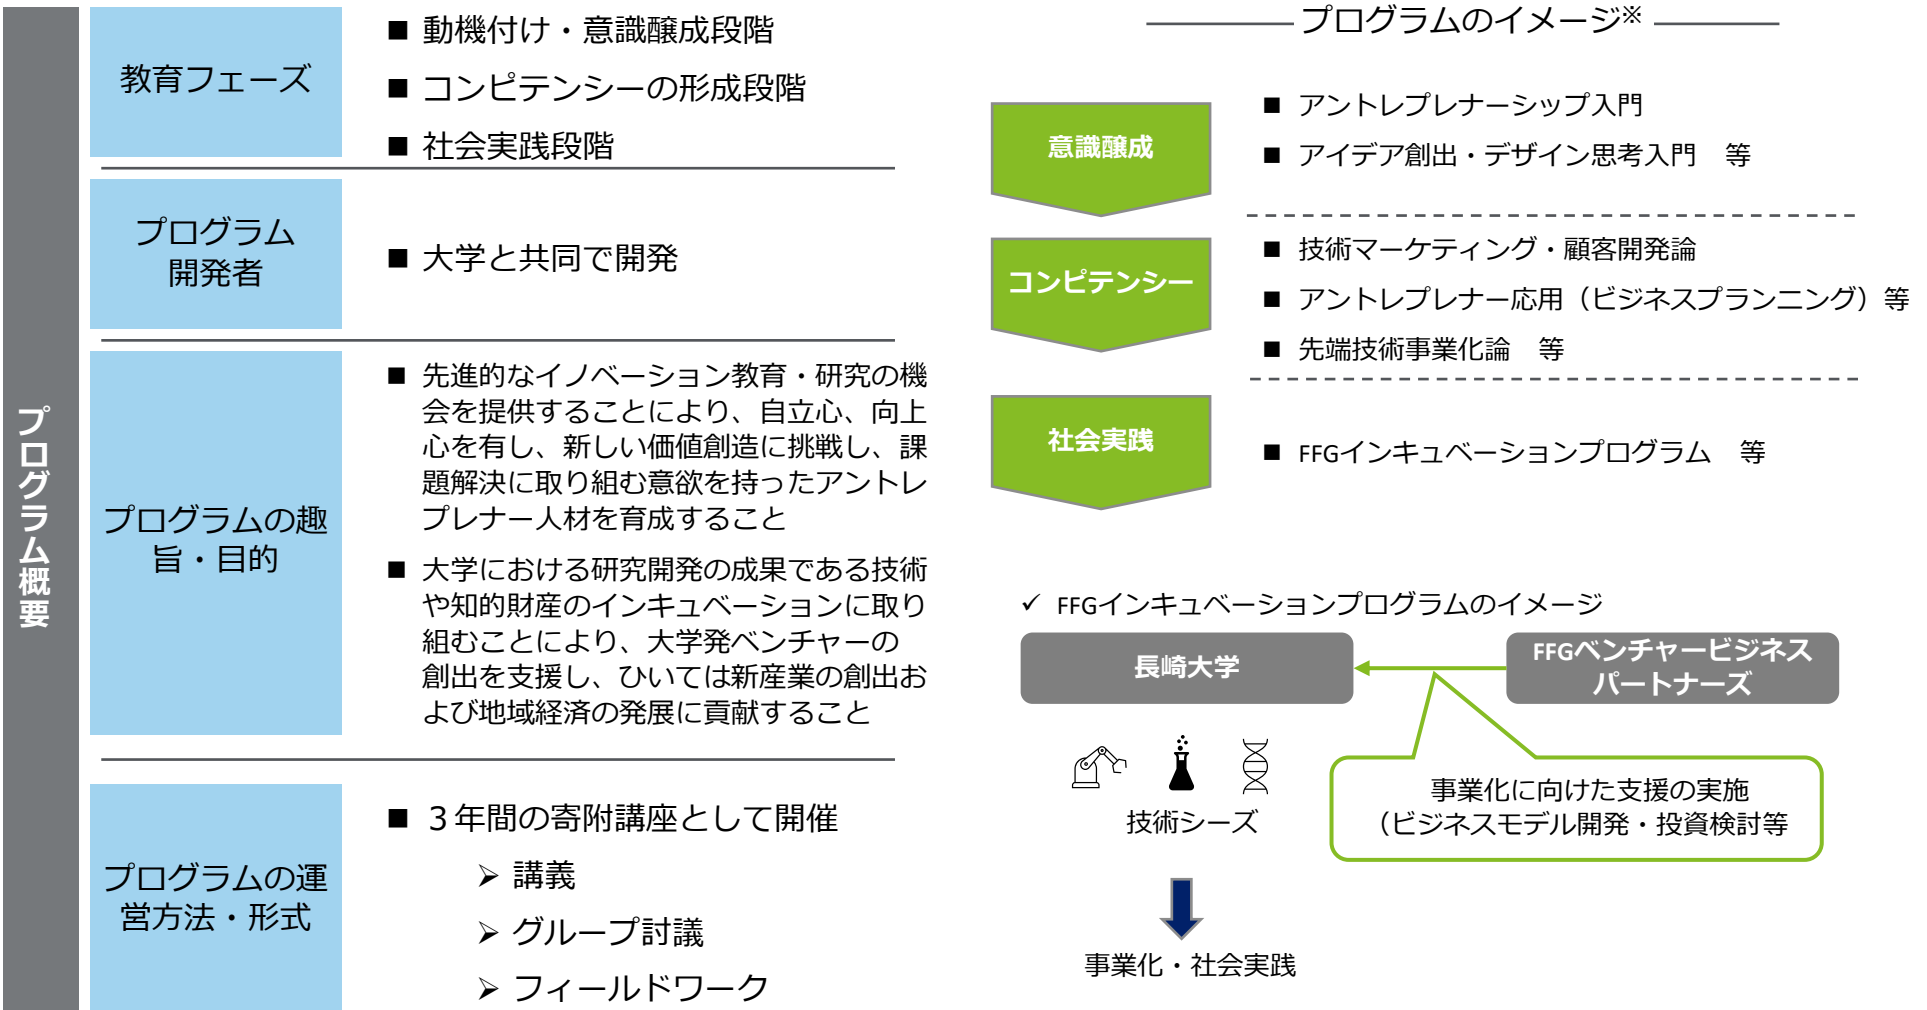 プログラム概要
教育フェーズ
■ 動機付け・意識醸成段階
■ コンピテンシーの形成段階
■ 社会実践段階
プログラム
開発者
■ 大学と共同で開発
プログラムの趣
旨・目的
■ 先進的なイノベーション教育・研究の機
会を提供することにより、自立心、向上
心を有し、新しい価値創造に挑戦し、課
題解決に取り組む意欲を持ったアントレ
プレナー人材を育成すること
■ 大学における研究開発の成果である技術
や知的財産のインキュベーションに取り
組むことにより、大学発ベンチャーの
創出を支援し、ひいては新産業の創出お
よび地域経済の発展に貢献すること
プログラムの運
営方法・形式
■ ３年間の寄附講座として開催
➢ 講義
➢ グループ討議
➢ フィールドワーク
プログラムのイメージ※
意識醸成
■ アントレプレナーシップ入門
■ アイデア創出・デザイン思考入門　等
コンピテンシー
■ 技術マーケティング・顧客開発論
■ アントレプレナー応用（ビジネスプランニング）等
■ 先端技術事業化論　等
社会実践
■ FFGインキュベーションプログラム　等
✓ FFGインキュベーションプログラムのイメージ
長崎大学
FFGベンチャービジネス
パートナーズ
技術シーズ
事業化に向けた支援の実施
（ビジネスモデル開発・投資検討等
事業化・社会実践